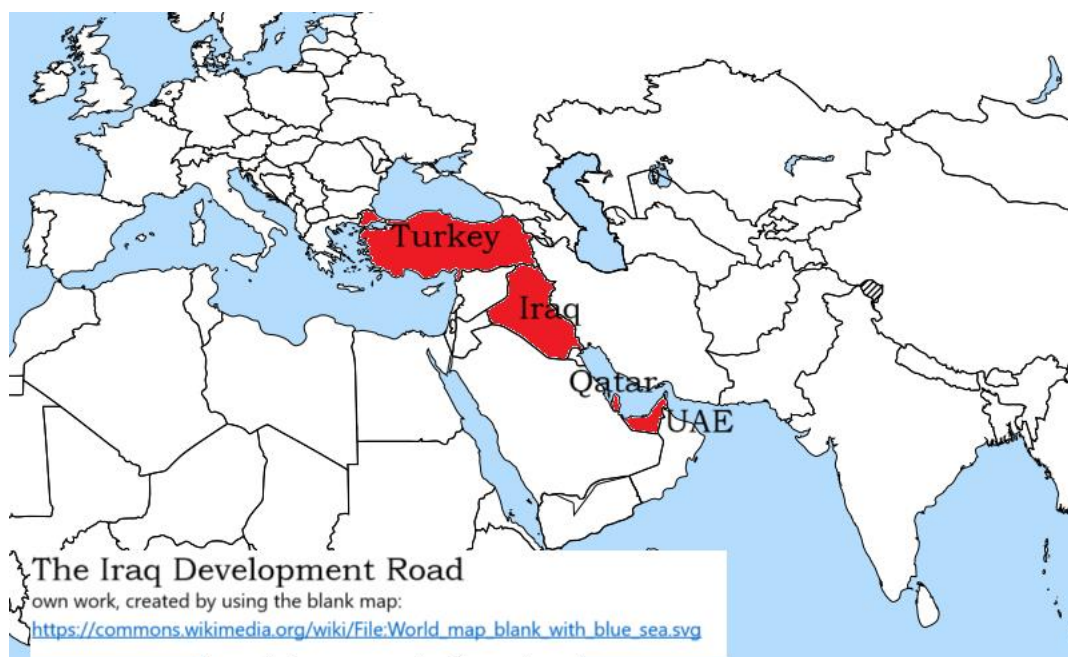 Turkey
Iraq
Qatar
UAE
The Iraq Development Road
own work, created by using the blank map:
https://commons.wikimedia.org/wiki/File:World_map_blank_with_blue_sea.svg